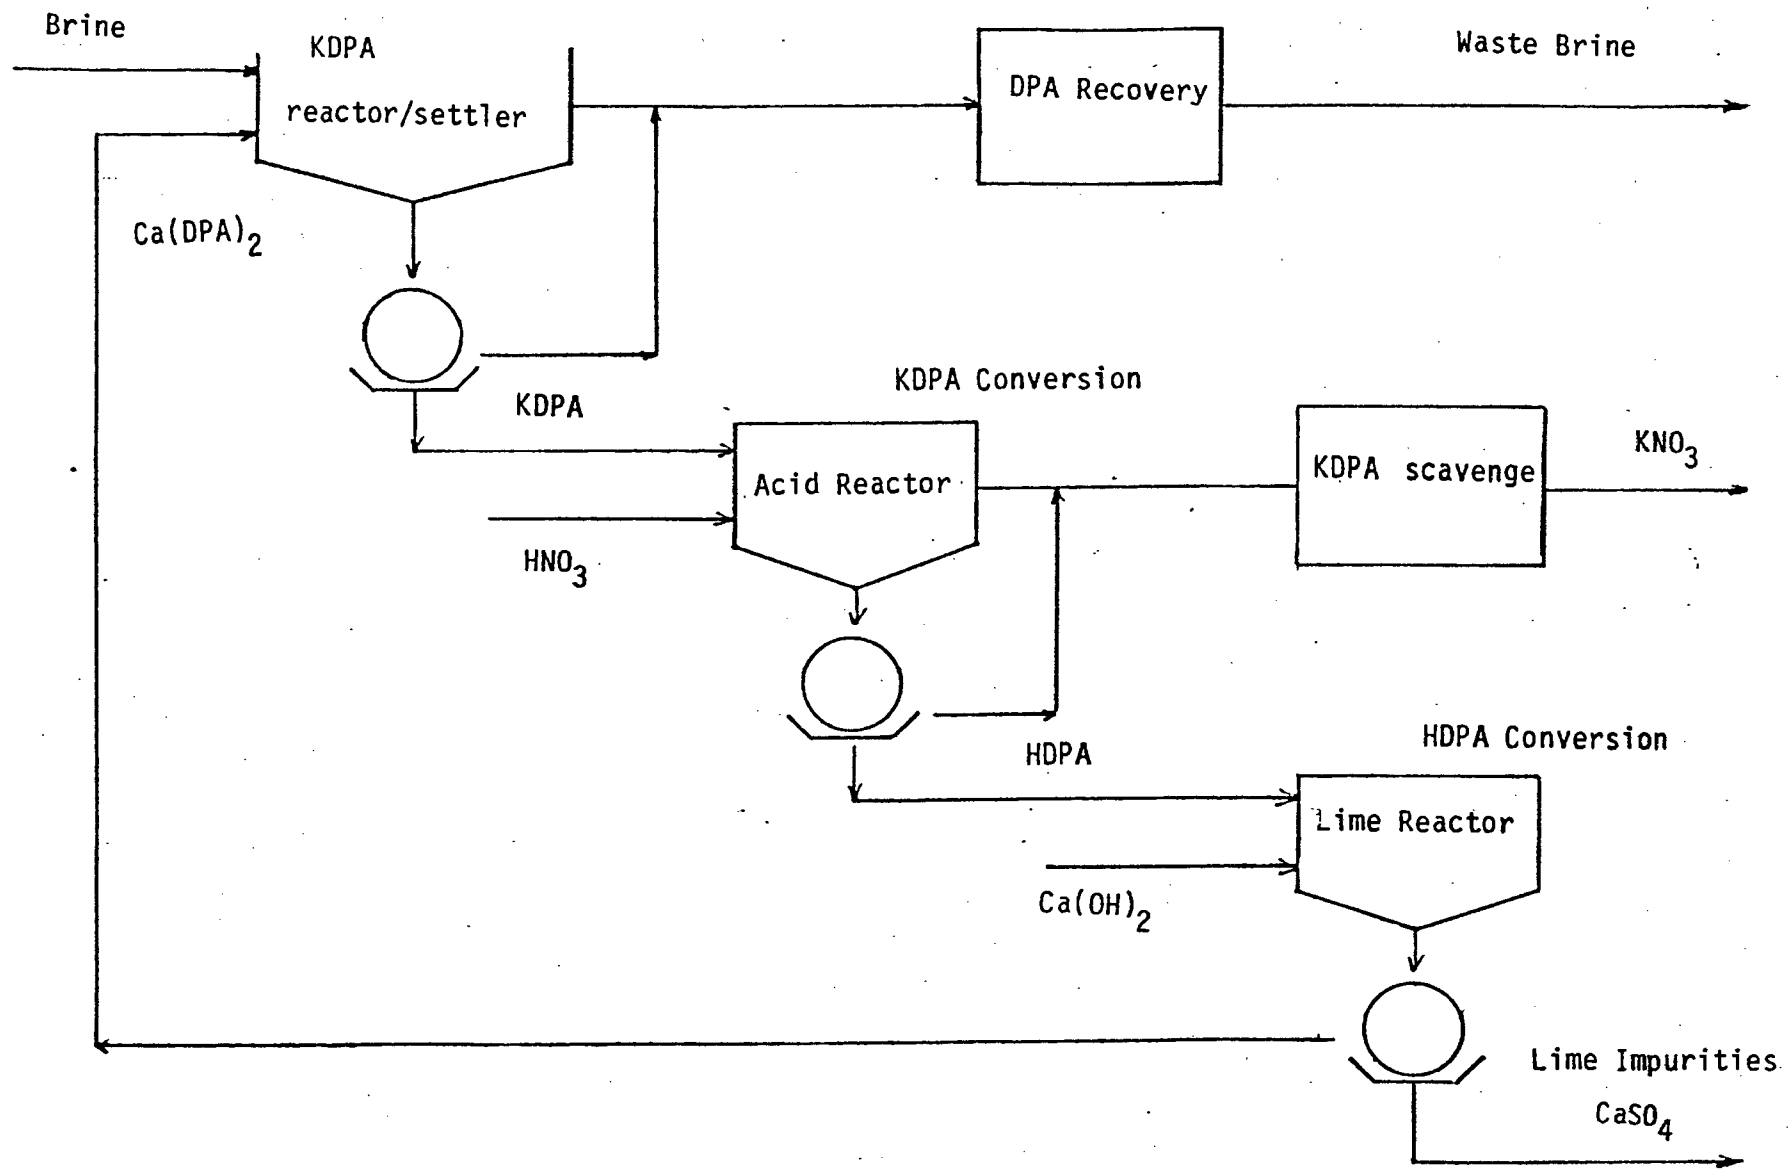 Brine
KDPA
reactor/settler
DPA Recovery
Waste Brine
Ca(DPA)2
KDPA
KDPA Conversion
Acid Reactor
HNO3
KDPA scavenge
KNO3
HDPA
HDPA Conversion
Lime Reactor
Ca(OH)2
Lime Impurities
CaSO4